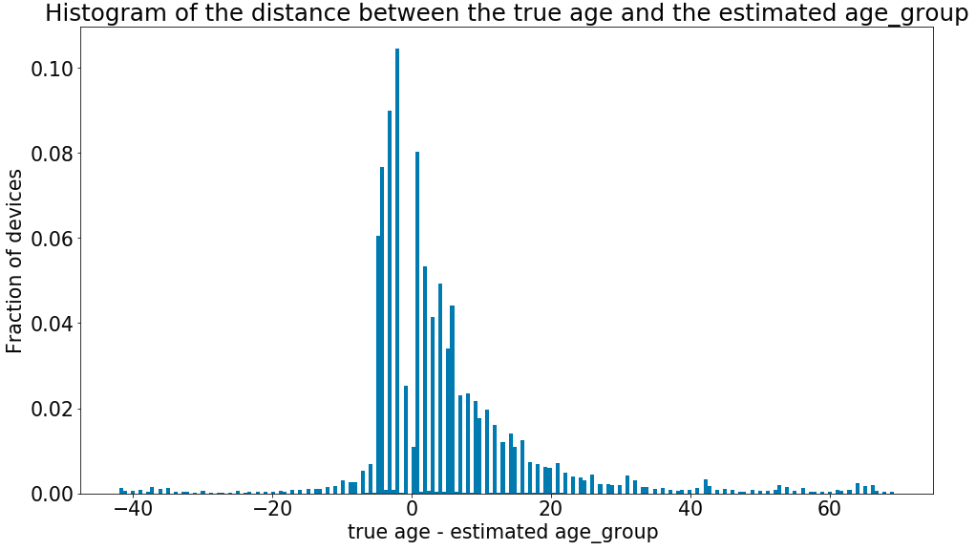 Histogram of the distance between the true age and the estimated age_group
0.10
0.08
0.06
0.04
0.02
0.00
Fraction of devices
−40 −20 0 20 40 60
true age - estimated age_group